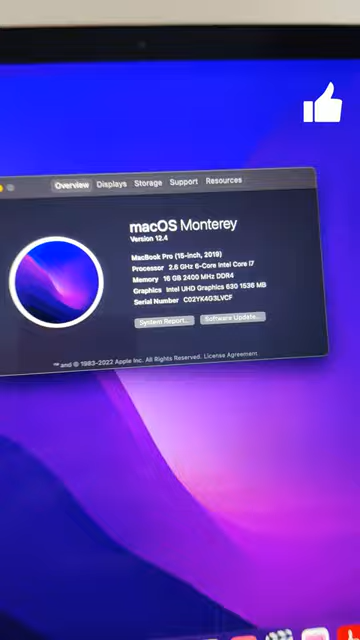 Overview Displays Storage Support Resources
macOS Monterey
Version 12.4
MacBook Pro (15-inch, 2019)
Processor 2.6 GHz 6-Core Intel Core i7
Memory 16 GB 2400 MHz DDR4
Graphics Intel UHD Graphics 630 1536 MB
Serial Number C02YK4G3LVCF
System Report... Software Update...
™ and © 1983-2022 Apple Inc. All Rights Reserved. License Agreement